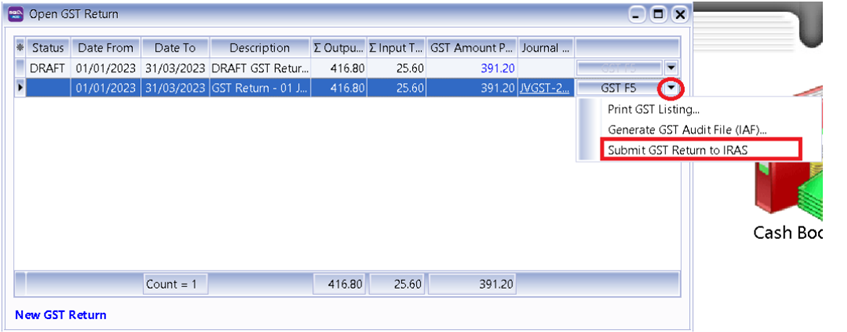 Open GST Return
Status Date From Date To Description Σ Outpu... Σ Input T... GST Amount P... Journal ...
DRAFT 01/01/2023 31/03/2023 DRAFT GST Retur... 416.80 25.60 391.20 GST F5
01/01/2023 31/03/2023 GST Return - 01 J... 416.80 25.60 391.20 JVGST-2... GST F5
Print GST Listing...
Generate GST Audit File (IAF)...
Submit GST Return to IRAS
Cash Boo
Count = 1 416.80 25.60 391.20
New GST Return